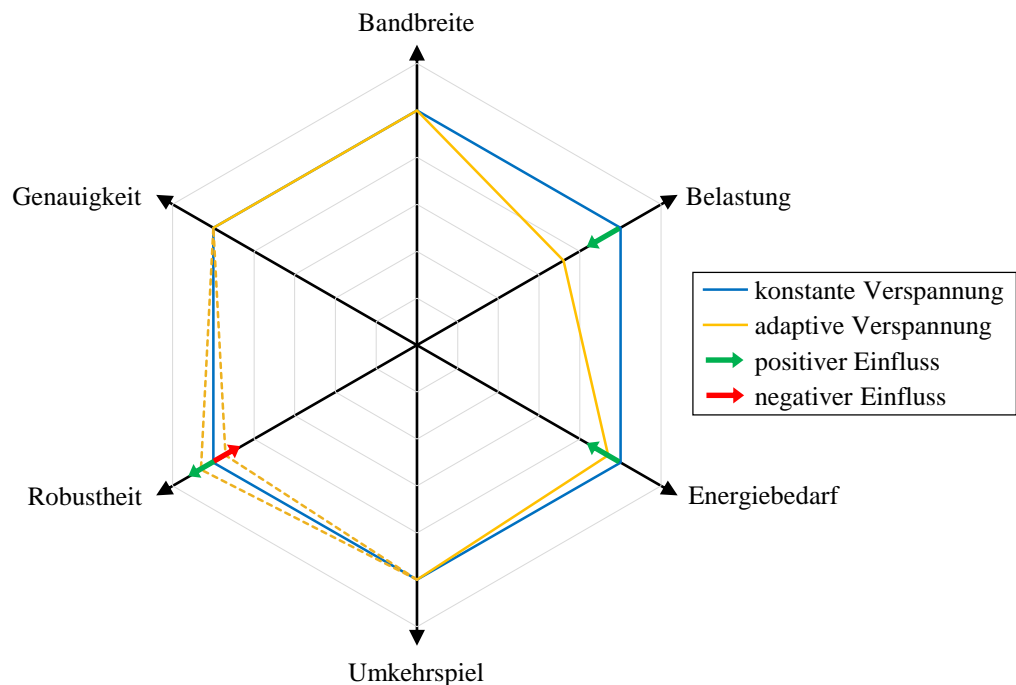 Bandbreite
Genauigkeit
Belastung
konstante Verspannung
adaptive Verspannung
positiver Einfluss
negativer Einfluss
Robustheit
Energiebedarf
Umkehrspiel